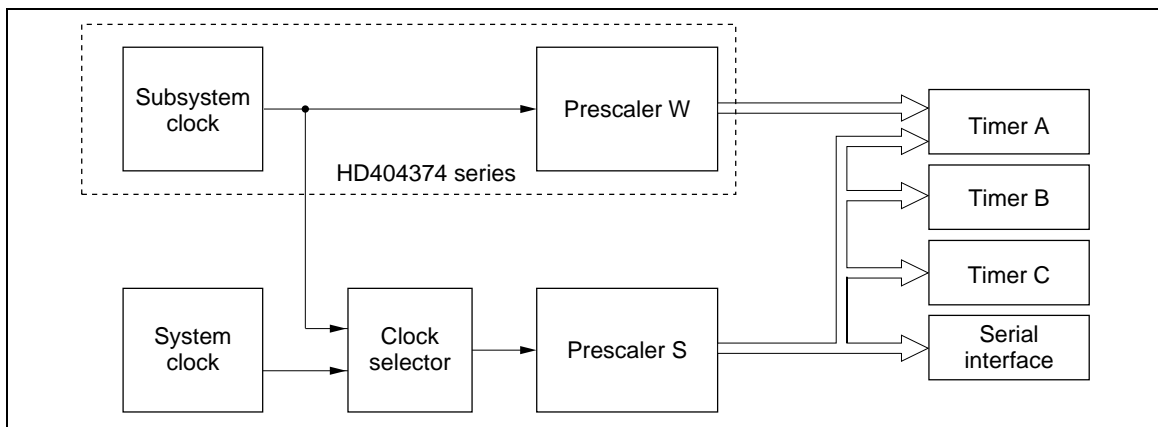 Subsystem
clock
Prescaler W
Timer A
HD404374 series
Timer B
Timer C
System
clock
Clock
selector
Prescaler S
Serial
interface